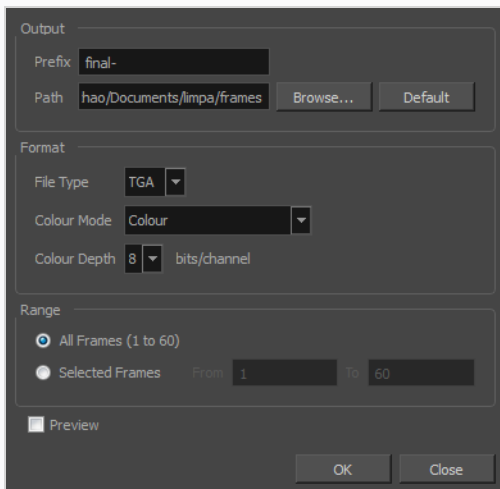 Output
Prefix final-
Path hao/Documents/limpa/frames Browse... Default
Format
File Type TGA
Colour Mode Colour
Colour Depth 8 bits/channel
Range
All Frames (1 to 60)
Selected Frames From 1 To 60
Preview
OK Close